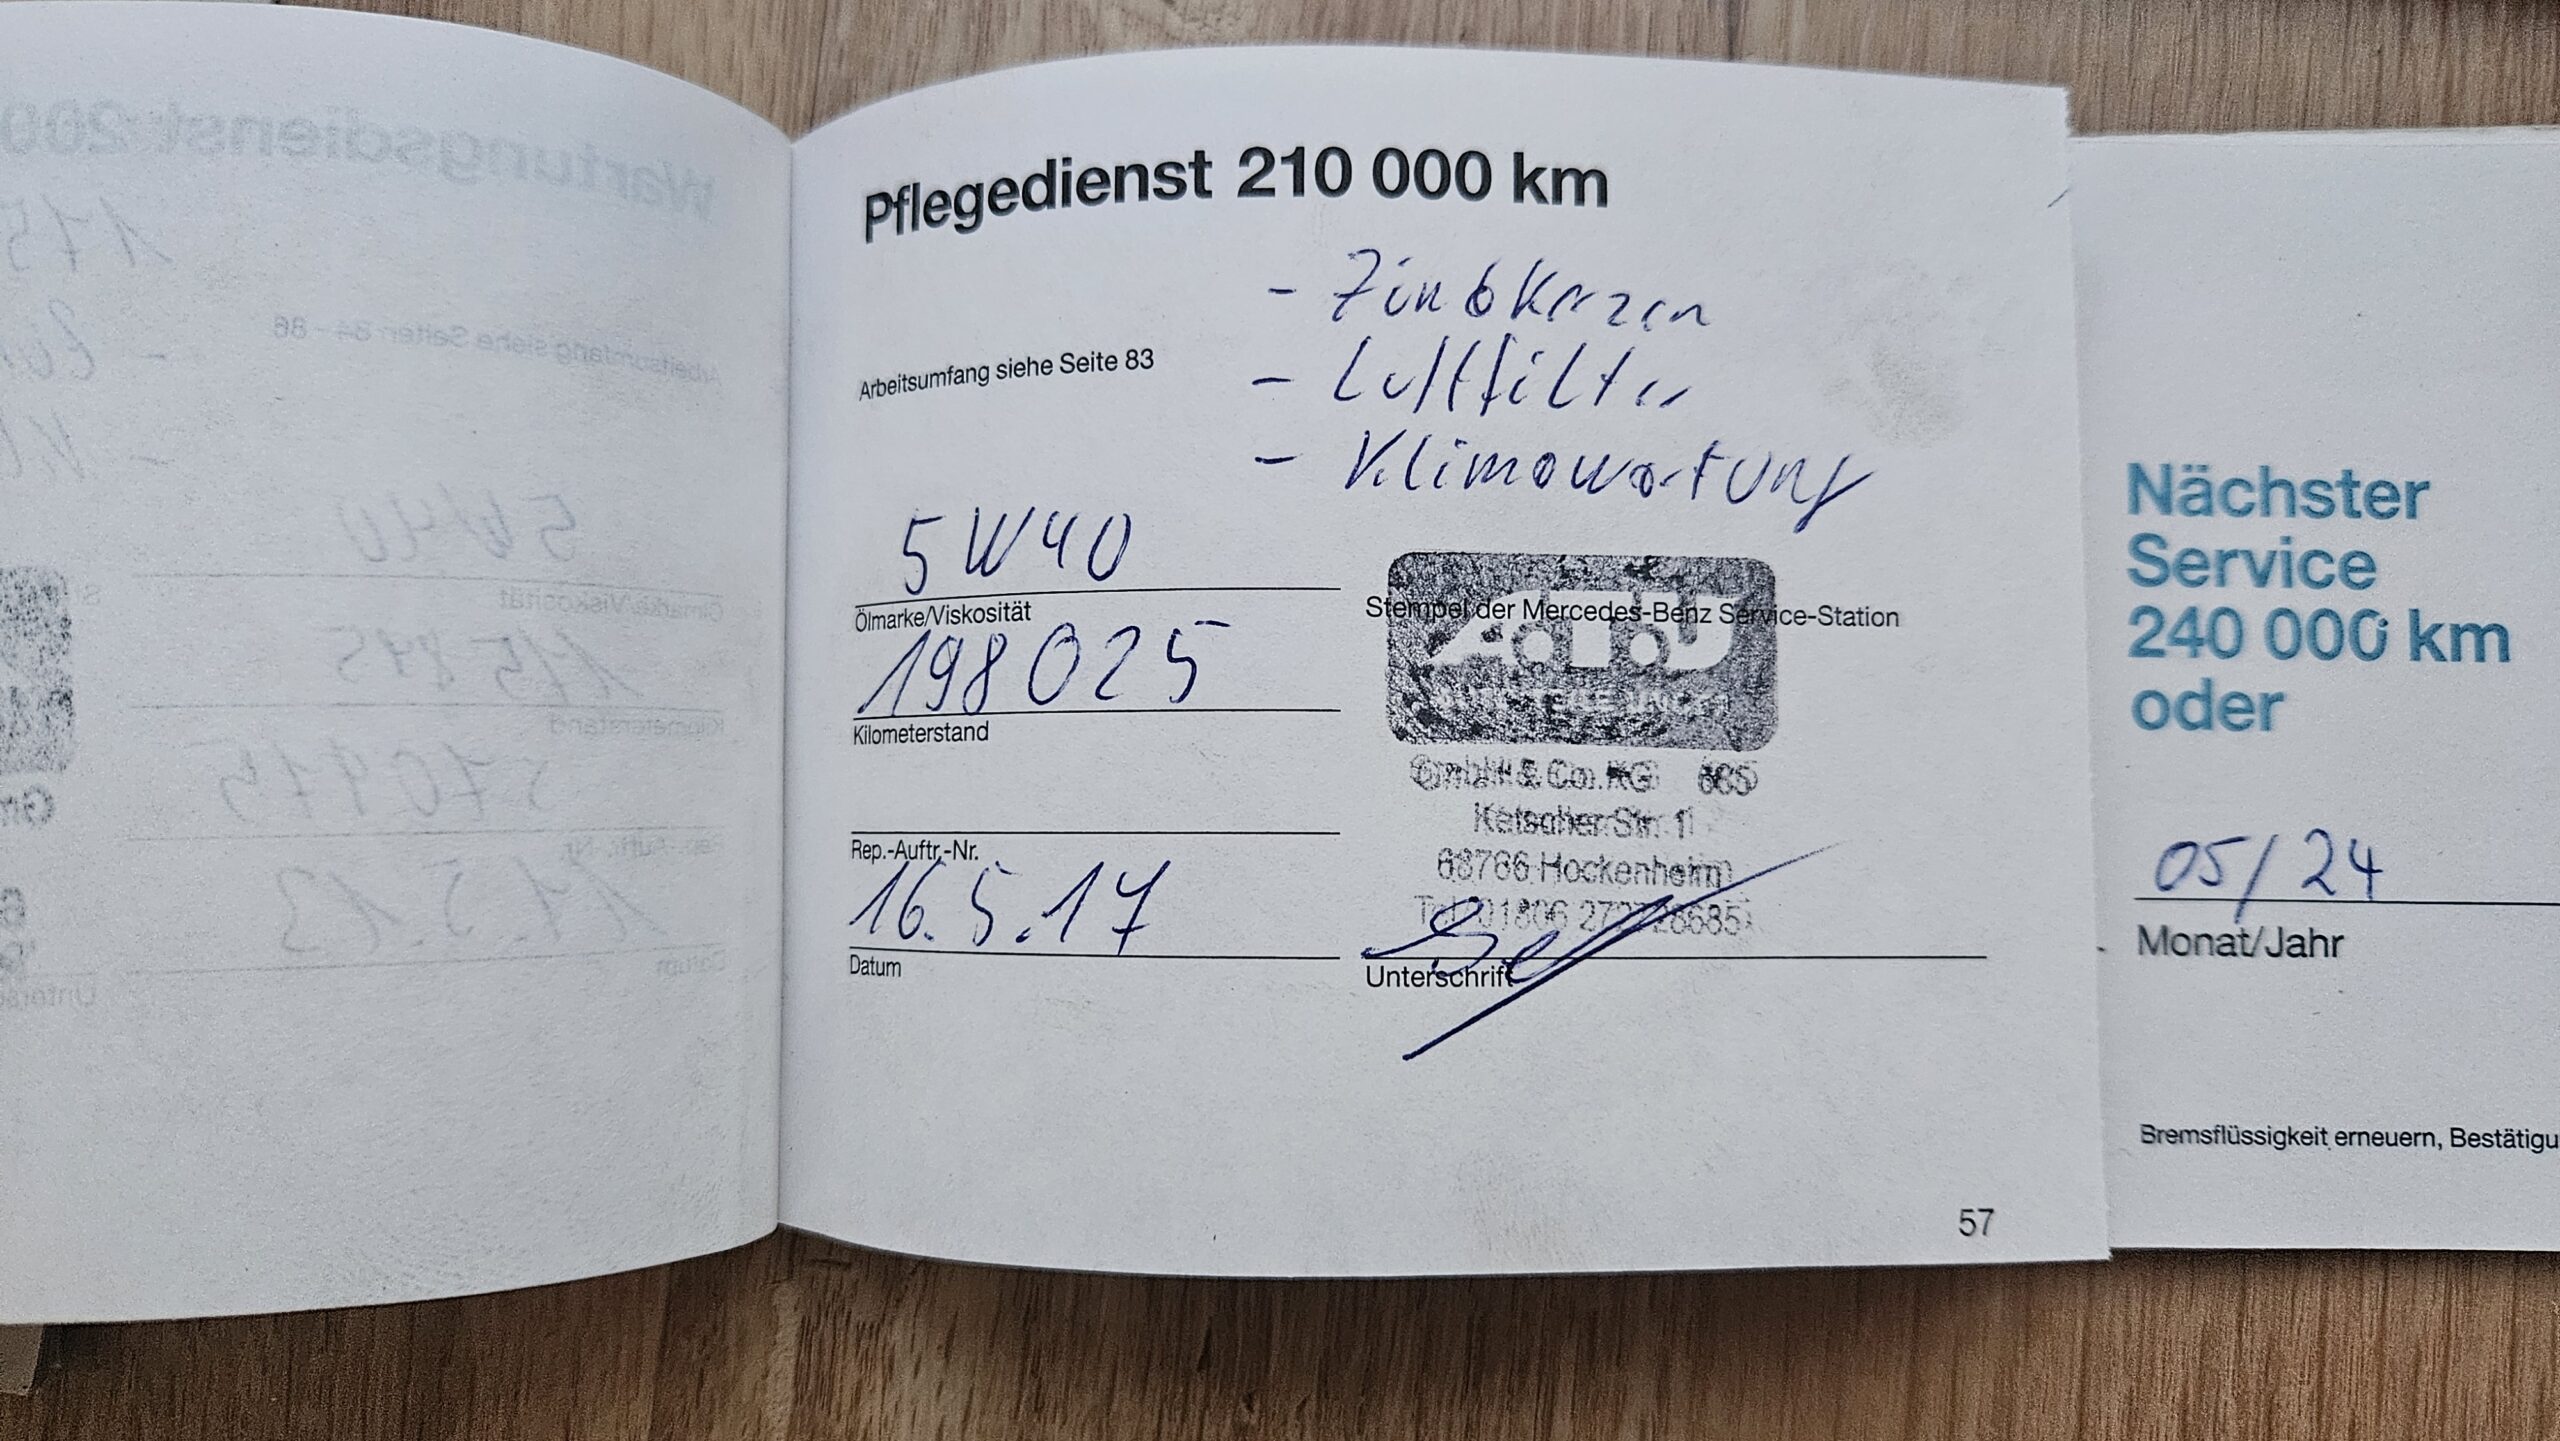 Pflegedienst 210 000 km
- Zündkerzen
- Luftfilter
- Klimawartung
Arbeitsumfang siehe Seite 83
5W40
Ölmarke/Viskosität
198025
Kilometerstand
Rep.-Auftr.-Nr.
16.5.17
Datum
Stempel der Mercedes-Benz Service-Station
ATU
GmbH & Co. KG 685
Ketscher Str. 1
68766 Hockenheim
Unterschrift
57
Nächster
Service
240 000 km
oder
05/24
Monat/Jahr
Bremsflüssigkeit erneuern,